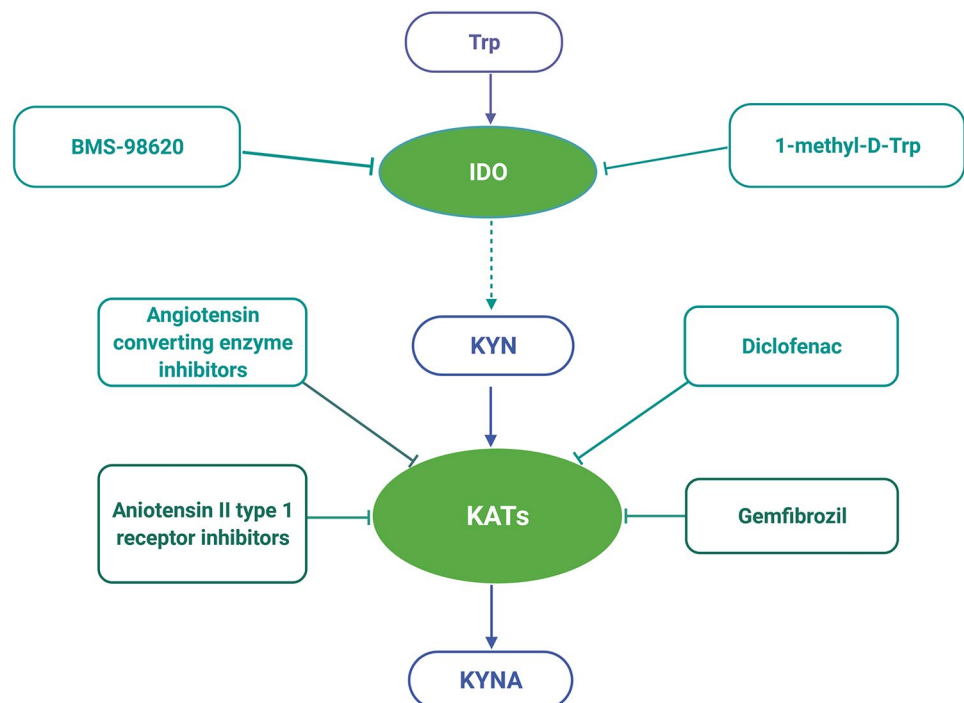 Trp
BMS-98620
IDO
1-methyl-D-Trp
Angiotensin
converting enzyme
inhibitors
KYN
Diclofenac
Aniotensin II type 1
receptor inhibitors
KATs
Gemfibrozil
KYNA